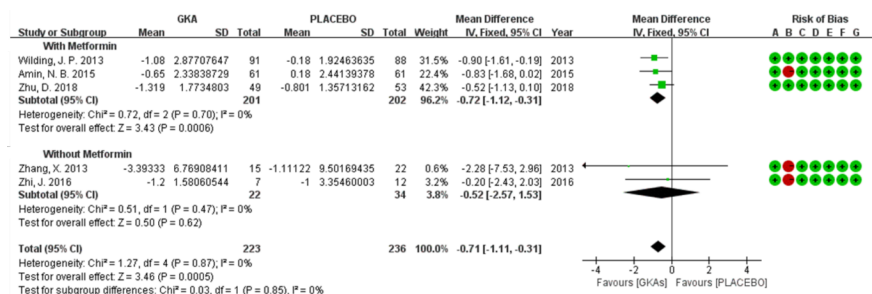 GKA PLACEBO Mean Difference Mean Difference Risk of Bias
Study or Subgroup Mean SD Total Mean SD Total Weight IV, Fixed, 95% CI Year IV, Fixed, 95% CI A B C D E F G
With Metformin
Wilding, J. P. 2013 -1.08 2.87707647 91 -0.18 1.92463635 88 31.5% -0.90 [-1.61, -0.19] 2013
Amin, N. B. 2015 -0.65 2.33838729 61 0.18 2.44139378 61 22.4% -0.83 [-1.68, 0.02] 2015
Zhu, D. 2018 -1.319 1.7734803 49 -0.801 1.35713162 53 42.3% -0.52 [-1.13, 0.10] 2018
Subtotal (95% CI) 201 202 96.2% -0.72 [-1.12, -0.31]
Heterogeneity: Chi² = 0.72, df = 2 (P = 0.70); I² = 0%
Test for overall effect: Z = 3.43 (P = 0.0006)
Without Metformin
Zhang, X. 2013 -3.39333 6.76908411 15 -1.11122 9.50169435 22 0.6% -2.28 [-7.53, 2.96] 2013
Zhi, J. 2016 -1.2 1.58060544 7 -1 3.35460003 12 3.2% -0.20 [-2.43, 2.03] 2016
Subtotal (95% CI) 22 34 3.8% -0.52 [-2.57, 1.53]
Heterogeneity: Chi² = 0.51, df = 1 (P = 0.47); I² = 0%
Test for overall effect: Z = 0.50 (P = 0.62)
Total (95% CI) 223 236 100.0% -0.71 [-1.11, -0.31]
Heterogeneity: Chi² = 1.27, df = 4 (P = 0.87); I² = 0%
Test for overall effect: Z = 3.46 (P = 0.0005)
Test for subgroup differences: Chi² = 0.03, df = 1 (P = 0.85), I² = 0%
-4 -2 0 2 4
Favours [GKAs] Favours [PLACEBO]